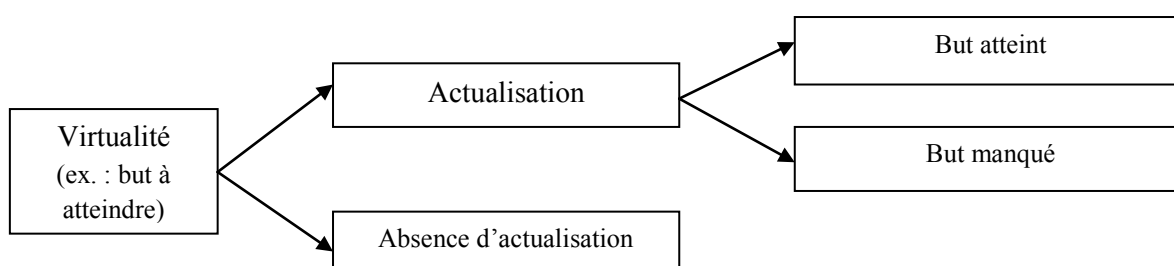 But atteint
Actualisation
Virtualité
(ex. : but à
atteindre)
But manqué
Absence d’actualisation